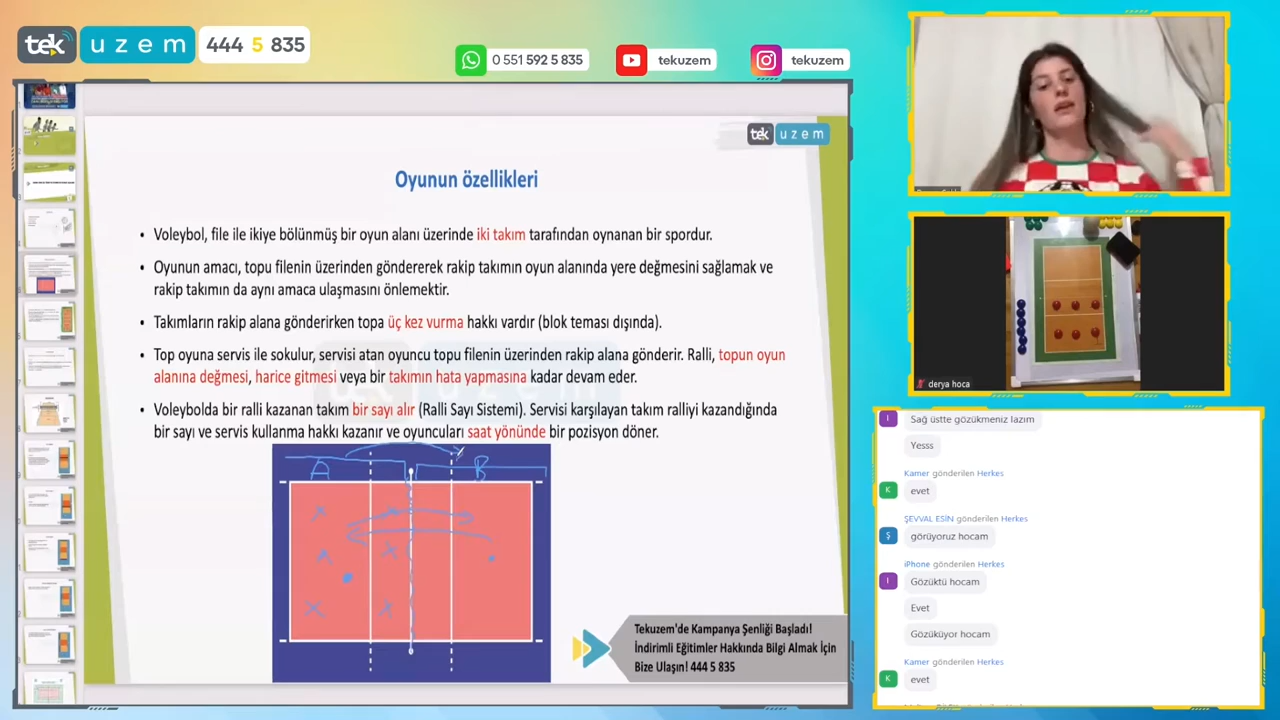 tek uzem 444 5 835
0 551 592 5 835
tekuzem
tekuzem
tek uzem
Oyunun özellikleri
• Voleybol, file ile ikiye bölünmüş bir oyun alanı üzerinde iki takım tarafından oynanan bir spordur.
• Oyunun amacı, topu filenin üzerinden göndererek rakip takımın oyun alanında yere değmesini sağlamak ve
rakip takımın da aynı amaca ulaşmasını önlemektir.
• Takımların rakip alana gönderirken topa üç kez vurma hakkı vardır (blok teması dışında).
• Top oyuna servis ile sokulur, servisi atan oyuncu topu filenin üzerinden rakip alana gönderir. Ralli, topun oyun
alanına değmesi, harice gitmesi veya bir takımın hata yapmasına kadar devam eder.
• Voleybolda bir ralli kazanan takım bir sayı alır (Ralli Sayı Sistemi). Servisi karşılayan takım ralliyi kazandığında
bir sayı ve servis kullanma hakkı kazanır ve oyuncuları saat yönünde bir pozisyon döner.
A B
Tekuzem'de Kampanya Şenliği Başladı!
İndirimli Eğitimler Hakkında Bilgi Almak İçin
Bize Ulaşın! 444 5 835
derya hoca
I Sağ üstte gözükmeniz lazım
Yesss
Kamer gönderilen Herkes
K evet
ŞEVVAL ESİN gönderilen Herkes
Ş görüyoruz hocam
iPhone gönderilen Herkes
I Gözüktü hocam
Evet
Gözüküyor hocam
Kamer gönderilen Herkes
K evet